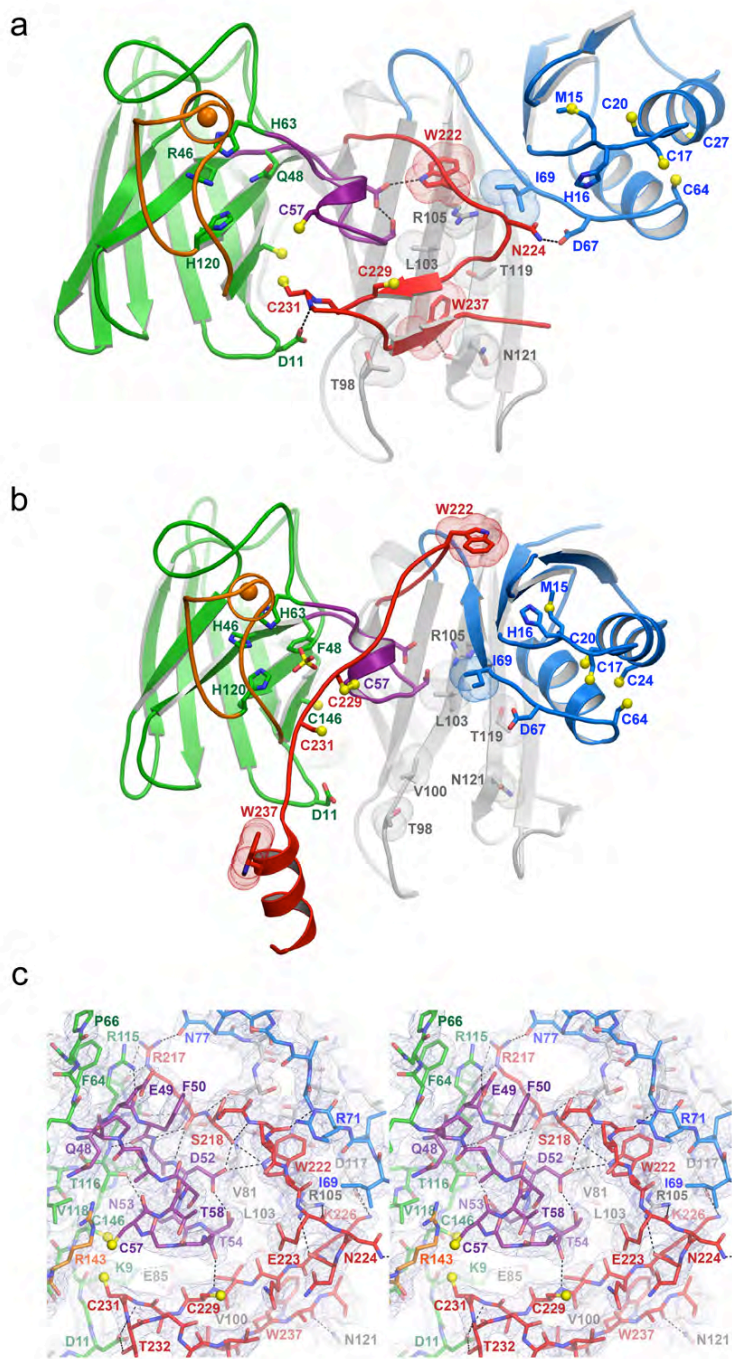 a
H63
R46
Q48
C57
H120
C231
D11
W222
R105
L103
C229
T119
W237
T98
N121
N224
D67
I69
M15
C20
C17
C27
H16
C64
b
W222
H63
H46
F48
H120
C57
C229
C146
C231
D11
W237
R105
L103
I69
V100
T98
T119
N121
M15
H16
C20
C17
C24
C64
D67
c
P66
R115
N77
R217
F64
E49
F50
R71
S218
Q48
D52
W222
D117
T116
I69
V81
R105
N53
V118
T58
L103
K226
C146
T54
C57
R143
E223
N224
K9
E85
C231
C229
V100
D11
T232
W237
N121
P66
R115
N77
R217
F64
E49
F50
R71
S218
Q48
D52
W222
D117
T116
I69
V81
R105
N53
V118
T58
L103
K226
C146
T54
C57
R143
E223
N224
K9
E85
C231
C229
V100
D11
T232
W237
N121